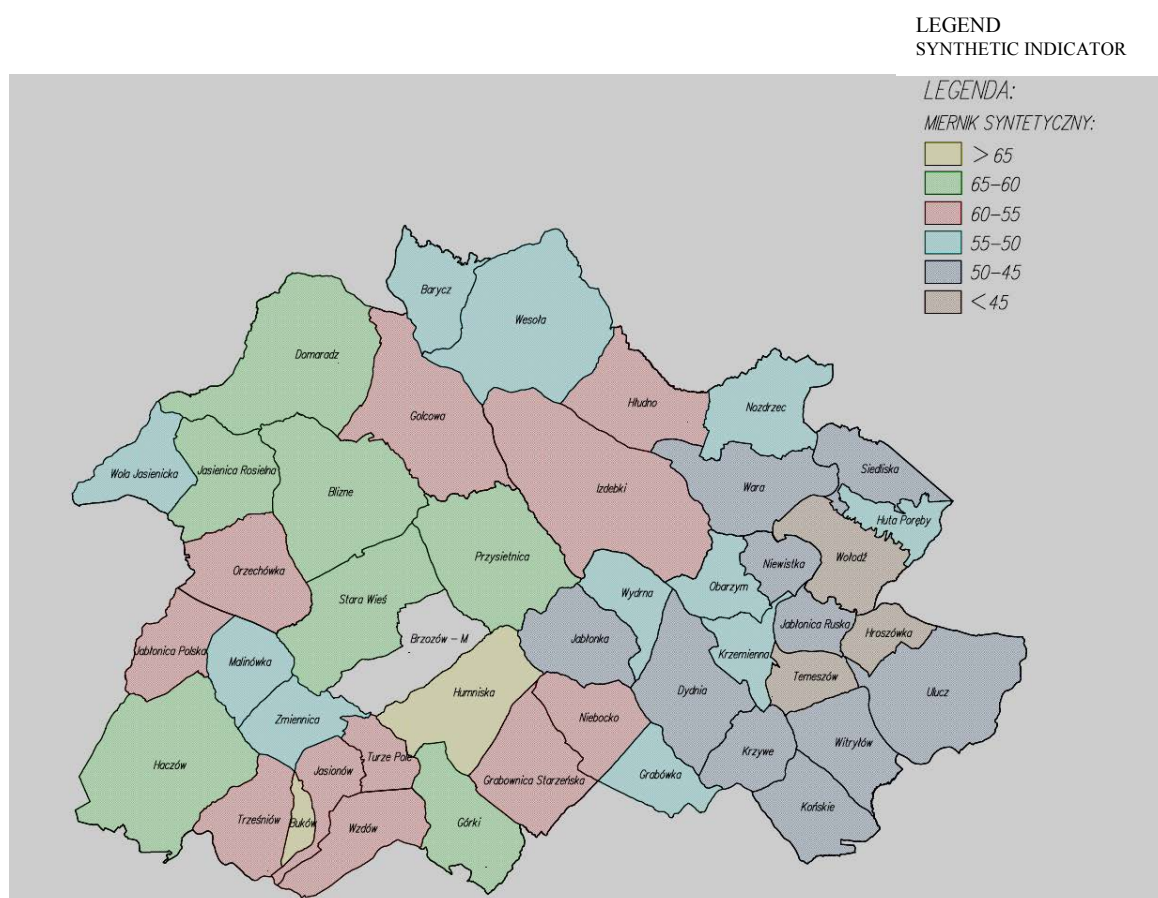 LEGEND
SYNTHETIC INDICATOR
LEGENDA:
MIERNIK SYNTETYCZNY:
> 65
65-60
60-55
55-50
50-45
<45
Barycz
Wesoła
Domaradz
Golcowa
Hłudno
Nozdrzec
Wola Jasienicka
Jasienica Rosielna
Blizne
Izdebki
Wara
Siedliska
Huta Poręby
Orzechówka
Stara Wieś
Przysietnica
Wydrna
Obarzym
Niewistka
Wołodź
Jabłonica Polska
Malinówka
Brzozów - M
Jabłonka
Krzemienna
Jabłonica Ruska
Hroszówka
Zmiennica
Humniska
Dydnia
Temeszów
Ulucz
Haczów
Jasionów
Turze Pole
Niebocko
Grabownica Starzeńska
Grabówka
Krzywe
Witryłów
Trześniów
Buków
Wzdów
Górki
Końskie